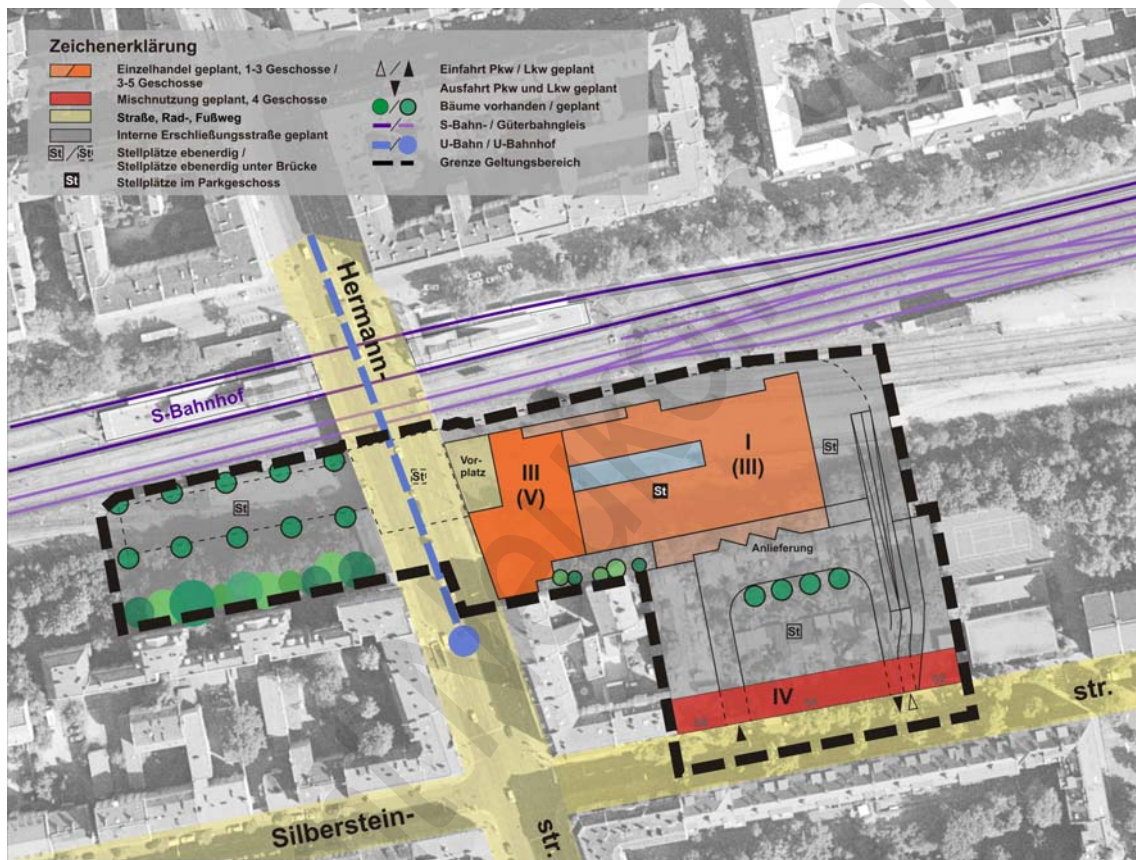 Zeichenerklärung
Einzelhandel geplant, 1-3 Geschosse /
3-5 Geschosse
Mischnutzung geplant, 4 Geschosse
Straße, Rad-, Fußweg
Interne Erschließungsstraße geplant
St / St Stellplätze ebenerdig /
Stellplätze ebenerdig unter Brücke
St Stellplätze im Parkgeschoss
Einfahrt Pkw / Lkw geplant
Ausfahrt Pkw und Lkw geplant
Bäume vorhanden / geplant
S-Bahn- / Güterbahngleis
U-Bahn / U-Bahnhof
Grenze Geltungsbereich
Hermann-
S-Bahnhof
Vor-
platz
III
(V)
I
(III)
St
St
St
St
Anlieferung
St
IV
str.
Silberstein-
str.